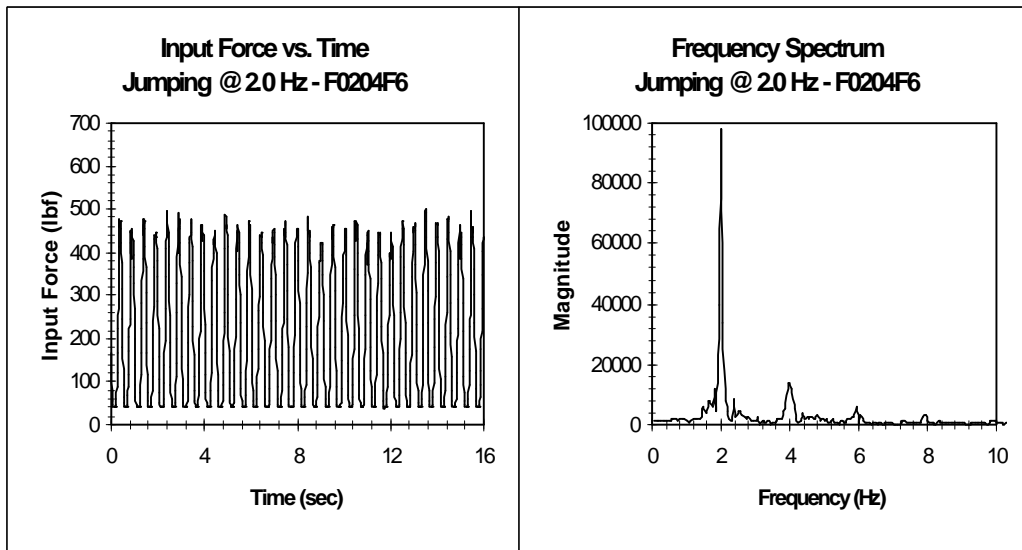 Input Force vs. Time
Jumping @ 2.0 Hz - F0204F6
700
600
500
400
300
200
100
0
Input Force (lbf)
0 4 8 12 16
Time (sec)
Frequency Spectrum
Jumping @ 2.0 Hz - F0204F6
100000
80000
60000
40000
20000
0
Magnitude
0 2 4 6 8 10
Frequency (Hz)